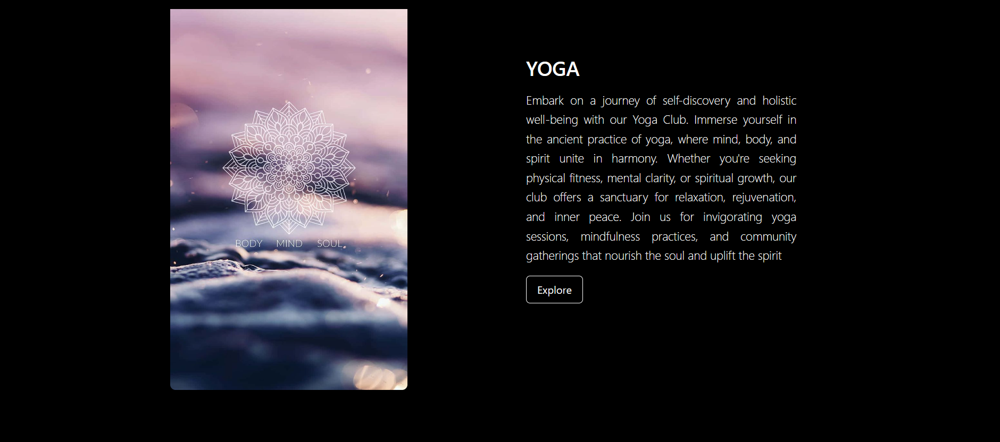 BODY MIND SOUL
YOGA
Embark on a journey of self-discovery and holistic
well-being with our Yoga Club. Immerse yourself in
the ancient practice of yoga, where mind, body, and
spirit unite in harmony. Whether you're seeking
physical fitness, mental clarity, or spiritual growth, our
club offers a sanctuary for relaxation, rejuvenation,
and inner peace. Join us for invigorating yoga
sessions, mindfulness practices, and community
gatherings that nourish the soul and uplift the spirit
Explore